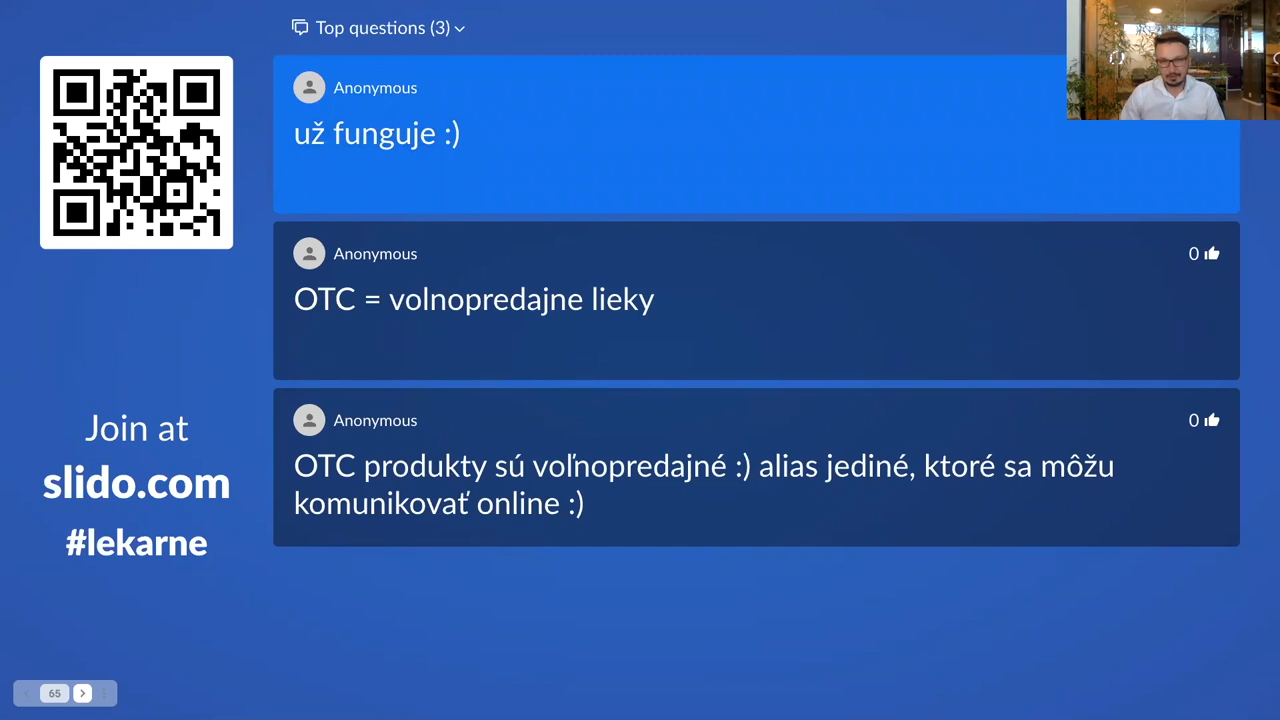 Top questions (3)
Anonymous
už funguje :)
Anonymous
0
OTC = volnopredajne lieky
Anonymous
0
OTC produkty sú voľnopredajné :) alias jediné, ktoré sa môžu
komunikovať online :)
Join at
slido.com
#lekarne
65